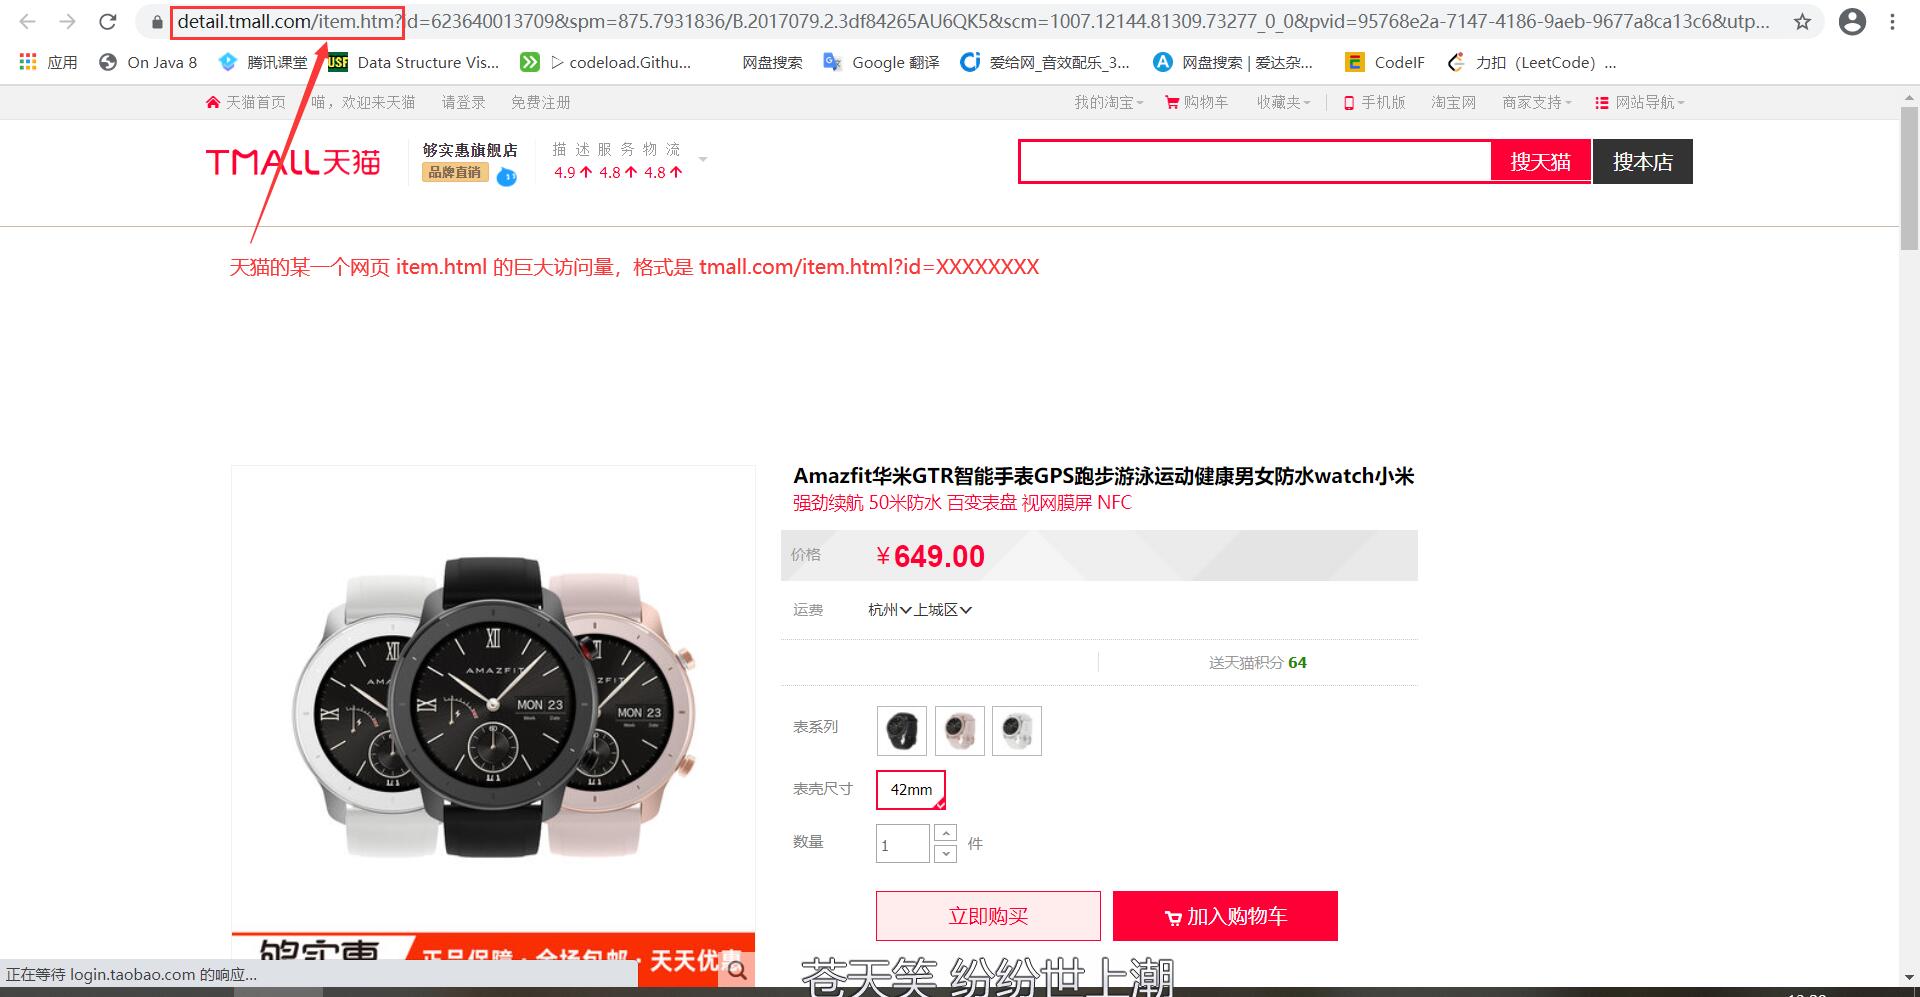 detail.tmall.com/item.htm?id=623640013709&spm=875.7931836/B.2017079.2.3df84265AU6QK5&scm=1007.12144.81309.73277_0_0&pvid=95768e2a-7147-4186-9aeb-9677a8ca13c6&utp...
应用 On Java 8 腾讯课堂 USF Data Structure Vis... ▷ codeload.Githu... 网盘搜索 Google 翻译 爱给网_音效配乐_3... 网盘搜索 | 爱达杂... CodeIF 力扣（LeetCode）...
天猫首页 喵，欢迎来天猫 请登录 免费注册 我的淘宝 购物车 收藏夹 手机版 淘宝网 商家支持 网站导航
TMALL天猫
够实惠旗舰店
品牌直销
描述 服务 物流
4.9 4.8 4.8
搜天猫 搜本店
天猫的某一个网页 item.html 的巨大访问量，格式是 tmall.com/item.html?id=XXXXXXXX
Amazfit华米GTR智能手表GPS跑步游泳运动健康男女防水watch小米
强劲续航 50米防水 百变表盘 视网膜屏 NFC
价格 ¥649.00
运费 杭州 上城区
送天猫积分 64
AMAZFIT
MON 23
MON 23
表系列
表壳尺寸 42mm
数量 1 件
立即购买 加入购物车
够实惠 正品保障·全场包邮·天天优惠
正在等待 login.taobao.com 的响应...
苍天笑 纷纷世上潮